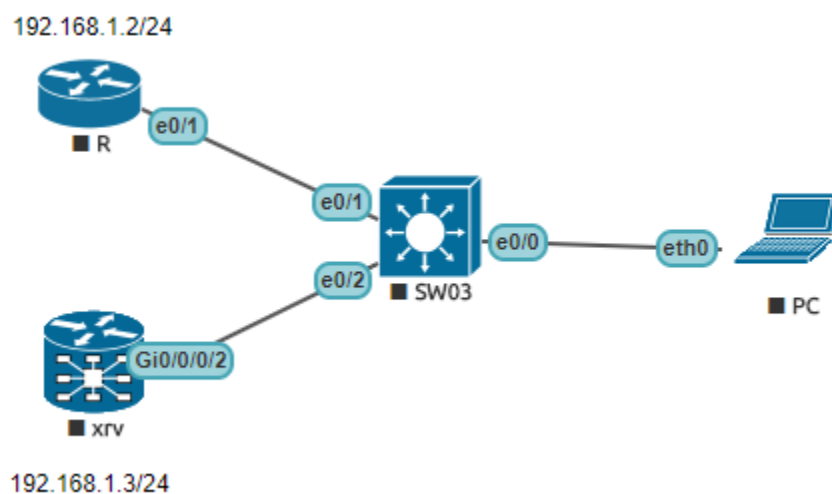 192.168.1.2/24
e0/1
R
e0/1
e0/0
eth0
e0/2
SW03
PC
Gi0/0/0/2
xrv
192.168.1.3/24